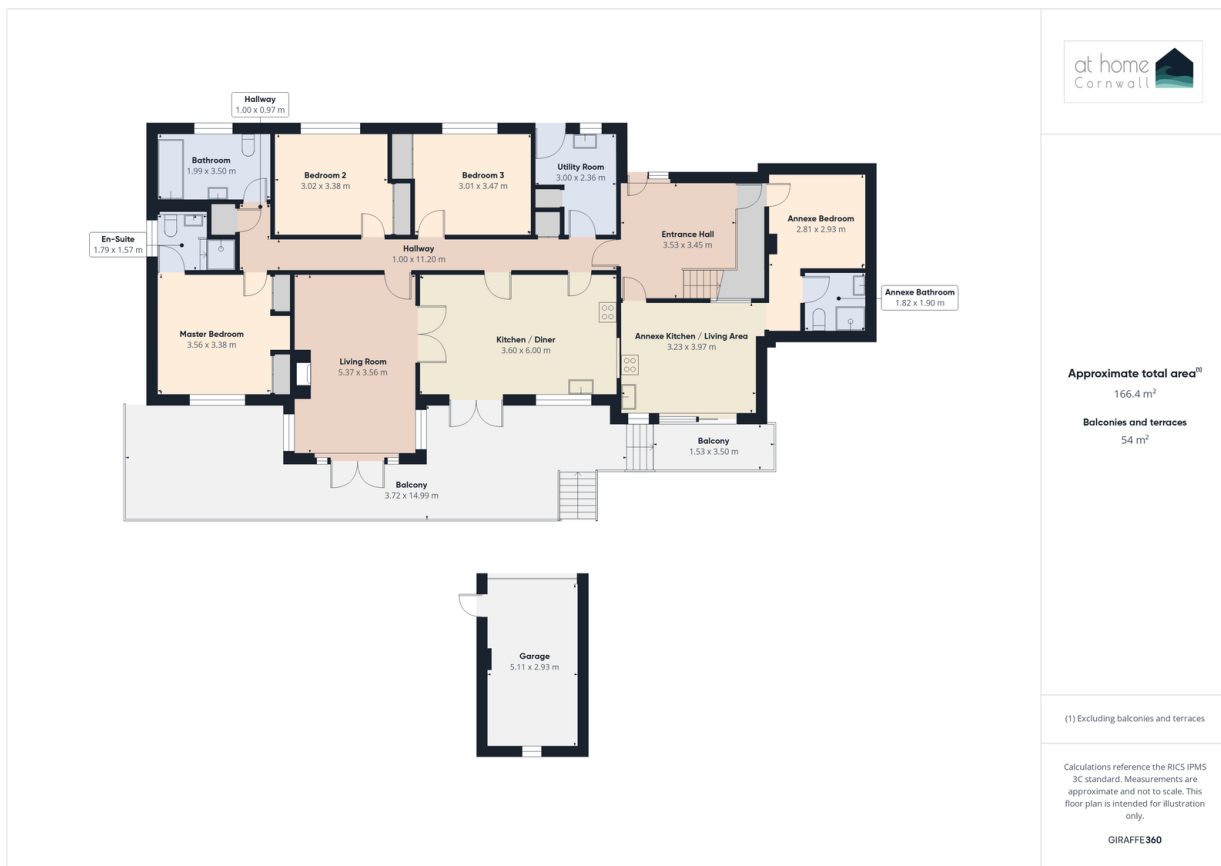 Hallway
1.00 x 0.97 m
Bathroom
1.99 x 3.50 m
Bedroom 2
3.02 x 3.38 m
Bedroom 3
3.01 x 3.47 m
Utility Room
3.00 x 2.36 m
En-Suite
1.79 x 1.57 m
Hallway
1.00 x 11.20 m
Entrance Hall
3.53 x 3.45 m
Annexe Bedroom
2.81 x 2.93 m
Annexe Bathroom
1.82 x 1.90 m
Master Bedroom
3.56 x 3.38 m
Living Room
5.37 x 3.56 m
Kitchen / Diner
3.60 x 6.00 m
Annexe Kitchen / Living Area
3.23 x 3.97 m
Balcony
1.53 x 3.50 m
Balcony
3.72 x 14.99 m
Garage
5.11 x 2.93 m
at home
Cornwall
Approximate total area(1)
166.4 m²
Balconies and terraces
54 m²
(1) Excluding balconies and terraces
Calculations reference the RICS IPMS
3C standard. Measurements are
approximate and not to scale. This
floor plan is intended for illustration
only.
GIRAFFE360